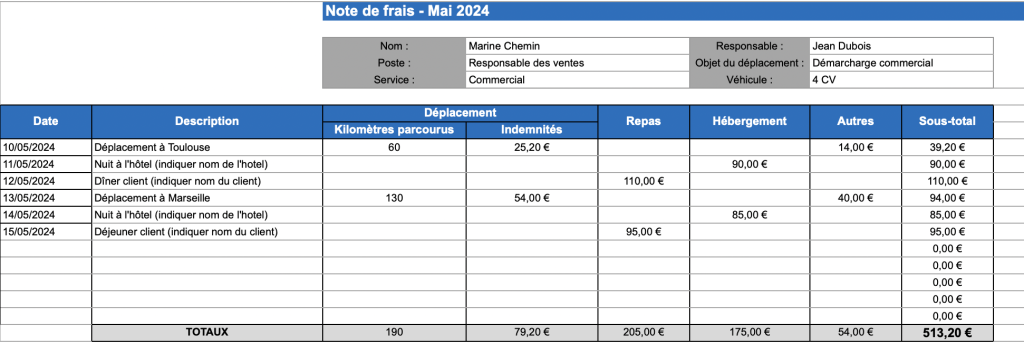 Note de frais - Mai 2024
Nom : Marine Chemin Responsable : Jean Dubois
Poste : Responsable des ventes Objet du déplacement : Démarcharge commercial
Service : Commercial Véhicule : 4 CV
Date Description Déplacement Repas Hébergement Autres Sous-total
Kilomètres parcourus Indemnités
10/05/2024 Déplacement à Toulouse 60 25,20 € 14,00 € 39,20 €
11/05/2024 Nuit à l'hôtel (indiquer nom de l'hotel) 90,00 € 90,00 €
12/05/2024 Dîner client (indiquer nom du client) 110,00 € 110,00 €
13/05/2024 Déplacement à Marseille 130 54,00 € 40,00 € 94,00 €
14/05/2024 Nuit à l'hôtel (indiquer nom de l'hotel) 85,00 € 85,00 €
15/05/2024 Déjeuner client (indiquer nom du client) 95,00 € 95,00 €
0,00 €
0,00 €
0,00 €
0,00 €
0,00 €
TOTAUX 190 79,20 € 205,00 € 175,00 € 54,00 € 513,20 €